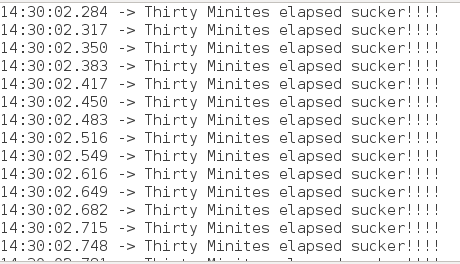 14:30:02.284 -> Thirty Minites elapsed sucker!!!!
14:30:02.317 -> Thirty Minites elapsed sucker!!!!
14:30:02.350 -> Thirty Minites elapsed sucker!!!!
14:30:02.383 -> Thirty Minites elapsed sucker!!!!
14:30:02.417 -> Thirty Minites elapsed sucker!!!!
14:30:02.450 -> Thirty Minites elapsed sucker!!!!
14:30:02.483 -> Thirty Minites elapsed sucker!!!!
14:30:02.516 -> Thirty Minites elapsed sucker!!!!
14:30:02.549 -> Thirty Minites elapsed sucker!!!!
14:30:02.616 -> Thirty Minites elapsed sucker!!!!
14:30:02.649 -> Thirty Minites elapsed sucker!!!!
14:30:02.682 -> Thirty Minites elapsed sucker!!!!
14:30:02.715 -> Thirty Minites elapsed sucker!!!!
14:30:02.748 -> Thirty Minites elapsed sucker!!!!